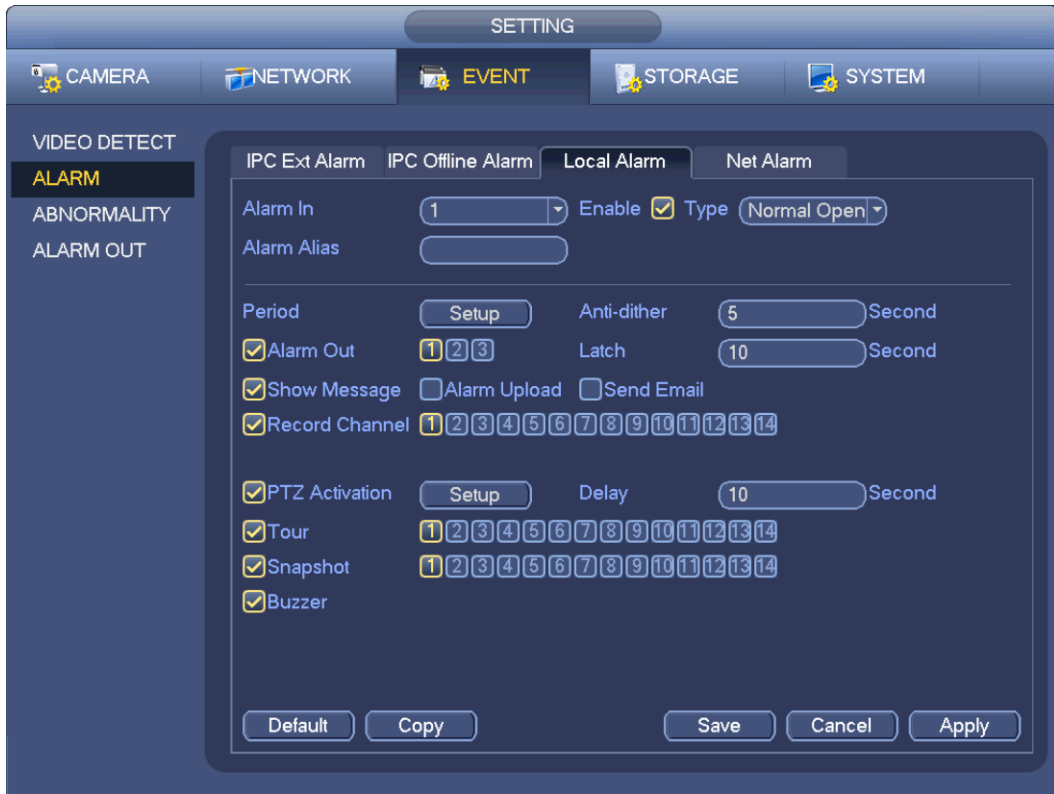 SETTING
CAMERA NETWORK EVENT STORAGE SYSTEM
VIDEO DETECT
ALARM
ABNORMALITY
ALARM OUT
IPC Ext Alarm IPC Offline Alarm Local Alarm Net Alarm
Alarm In 1 Enable Type Normal Open
Alarm Alias
Period Setup Anti-dither 5 Second
Alarm Out 1 2 3 Latch 10 Second
Show Message Alarm Upload Send Email
Record Channel 1 2 3 4 5 6 7 8 9 10 11 12 13 14
PTZ Activation Setup Delay 10 Second
Tour 1 2 3 4 5 6 7 8 9 10 11 12 13 14
Snapshot 1 2 3 4 5 6 7 8 9 10 11 12 13 14
Buzzer
Default Copy Save Cancel Apply